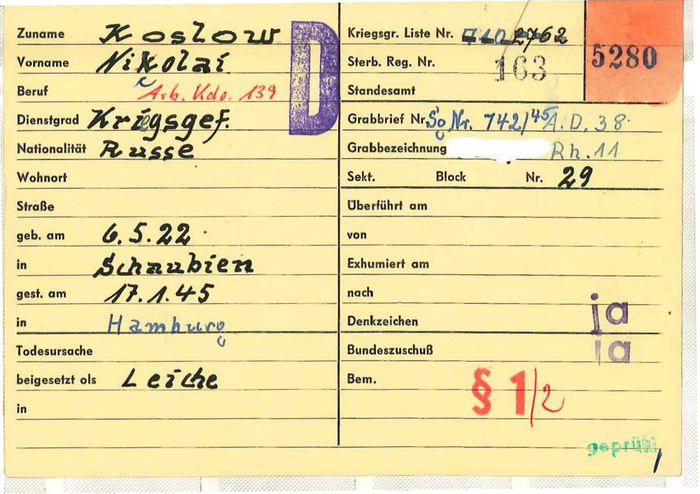 Zuname Koslow
Vorname Nikolai
Beruf Arb. Kdo. 139
Dienstgrad Kriegsgef.
Nationalität Russe
Wohnort
Straße
geb. am 6.5.22
in Schaubien
gest. am 17.1.45
in Hamburg
Todesursache
beigesetzt als Leiche
in
D
Kriegsgr. Liste Nr. 2762
5280
Sterb. Reg. Nr. 163
Standesamt
Grabbrief Nr. So Nr. 742/45 A.D. 38
Grabbezeichnung Rh. 11
Sekt. Block Nr. 29
Überführt am
von
Exhumiert am
nach
Denkzeichen ja
Bundeszuschuß ja
Bem. § 1/2
geprüft